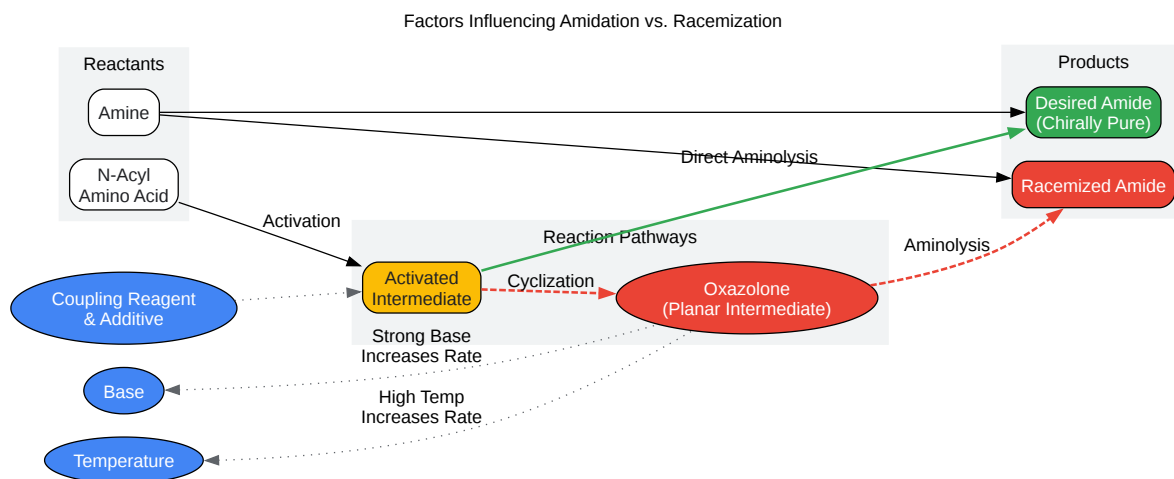 Factors Influencing Amidation vs. Racemization
Reactants
Products
Amine
Desired Amide
(Chirally Pure)
Direct Aminolysis
N-Acyl
Amino Acid
Racemized Amide
Activation
Reaction Pathways
Aminolysis
Activated
Intermediate
Cyclization
Oxazolone
(Planar Intermediate)
Coupling Reagent
& Additive
Strong Base
Increases Rate
Base
High Temp
Increases Rate
Temperature